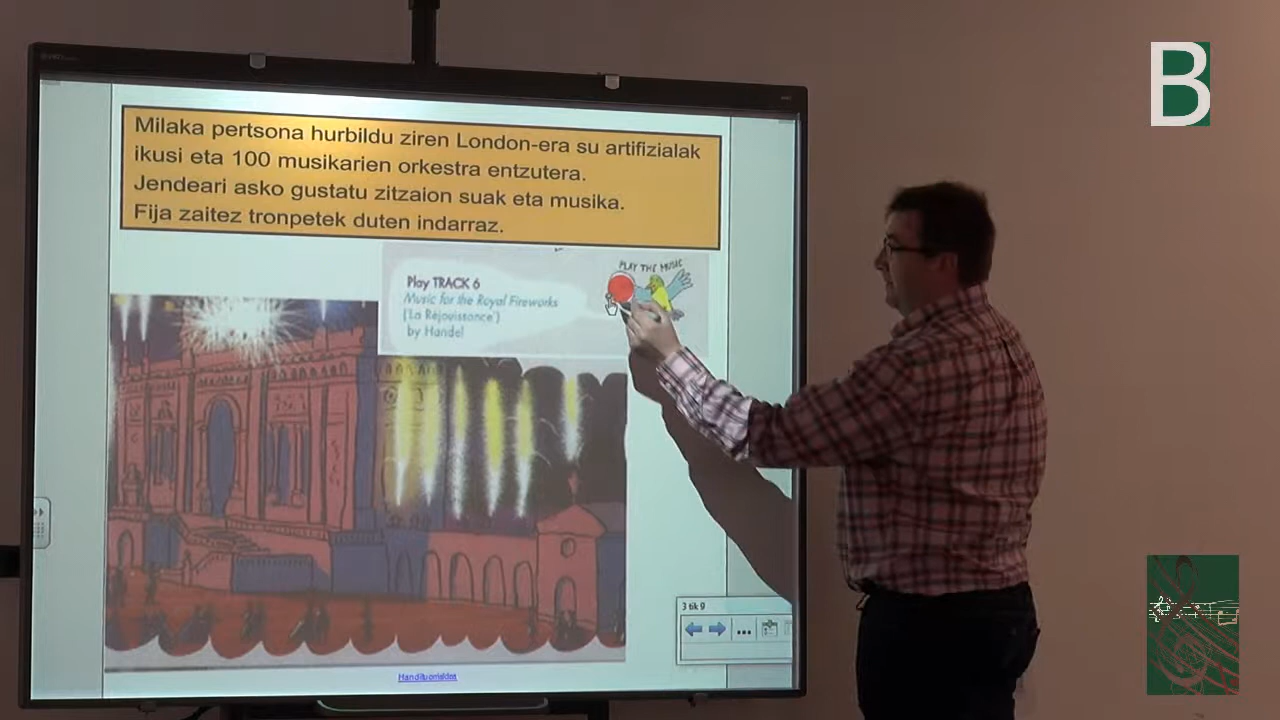 B
Milaka pertsona hurbildu ziren London-era su artifizialak
ikusi eta 100 musikarien orkestra entzutera.
Jendeari asko gustatu zitzaion suak eta musika.
Fija zaitez tronpetek duten indarraz.
PLAY THE MUSIC
Play TRACK 6
Music for the Royal Fireworks
('La Réjouissance')
by Handel
3 tik 9